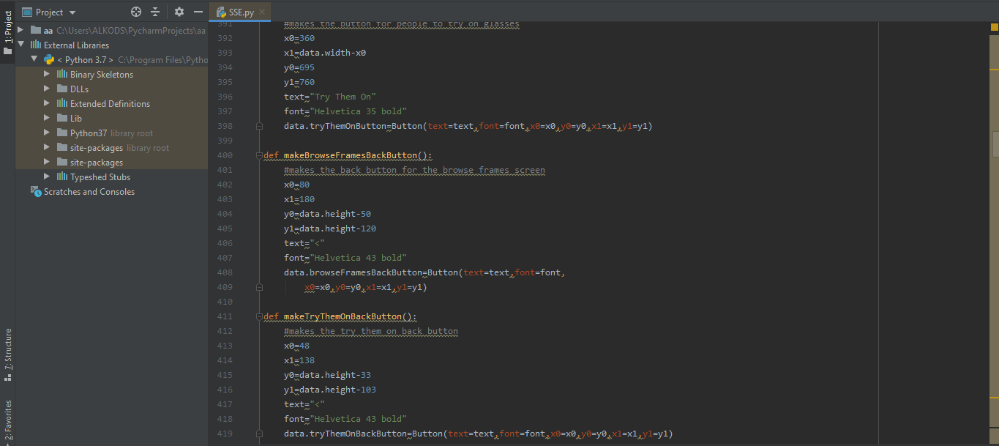 Project
SSE.py
1: Project
aa C:\Users\ALKODS\PycharmProjects\aa
External Libraries
< Python 3.7 > C:\Program Files\Pytho
Binary Skeletons
DLLs
Extended Definitions
Lib
Python37 library root
site-packages library root
site-packages
Typeshed Stubs
Scratches and Consoles
7: Structure
2: Favorites
391 #makes the button for people to try on glasses
392 x0=360
393 x1=data.width-x0
394 y0=695
395 y1=760
396 text="Try Them On"
397 font="Helvetica 35 bold"
398 data.tryThemOnButton=Button(text=text,font=font,x0=x0,y0=y0,x1=x1,y1=y1)
399
400 def makeBrowseFramesBackButton():
401 #makes the back button for the browse frames screen
402 x0=80
403 x1=180
404 y0=data.height-50
405 y1=data.height-120
406 text="<"
407 font="Helvetica 43 bold"
408 data.browseFramesBackButton=Button(text=text,font=font,
409 x0=x0,y0=y0,x1=x1,y1=y1)
410
411 def makeTryThemOnBackButton():
412 #makes the try them on back button
413 x0=48
414 x1=138
415 y0=data.height-33
416 y1=data.height-103
417 text="<"
418 font="Helvetica 43 bold"
419 data.tryThemOnBackButton=Button(text=text,font=font,x0=x0,y0=y0,x1=x1,y1=y1)